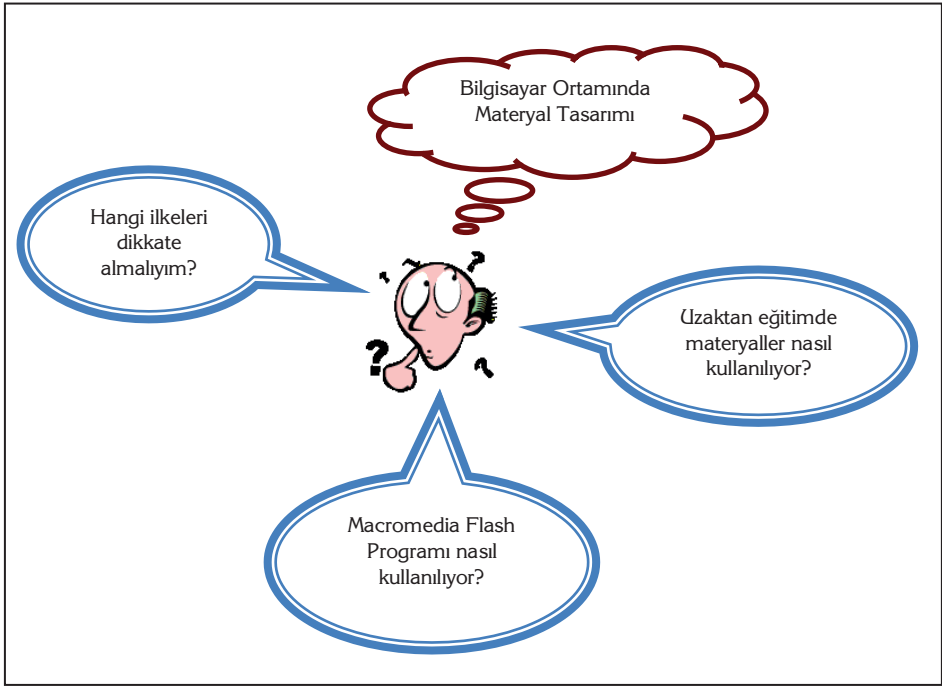 Bilgisayar Ortamında
Materyal Tasarımı
Hangi ilkeleri
dikkate
almalıyım?
Uzaktan eğitimde
materyaller nasıl
kullanılıyor?
Macromedia Flash
Programı nasıl
kullanılıyor?